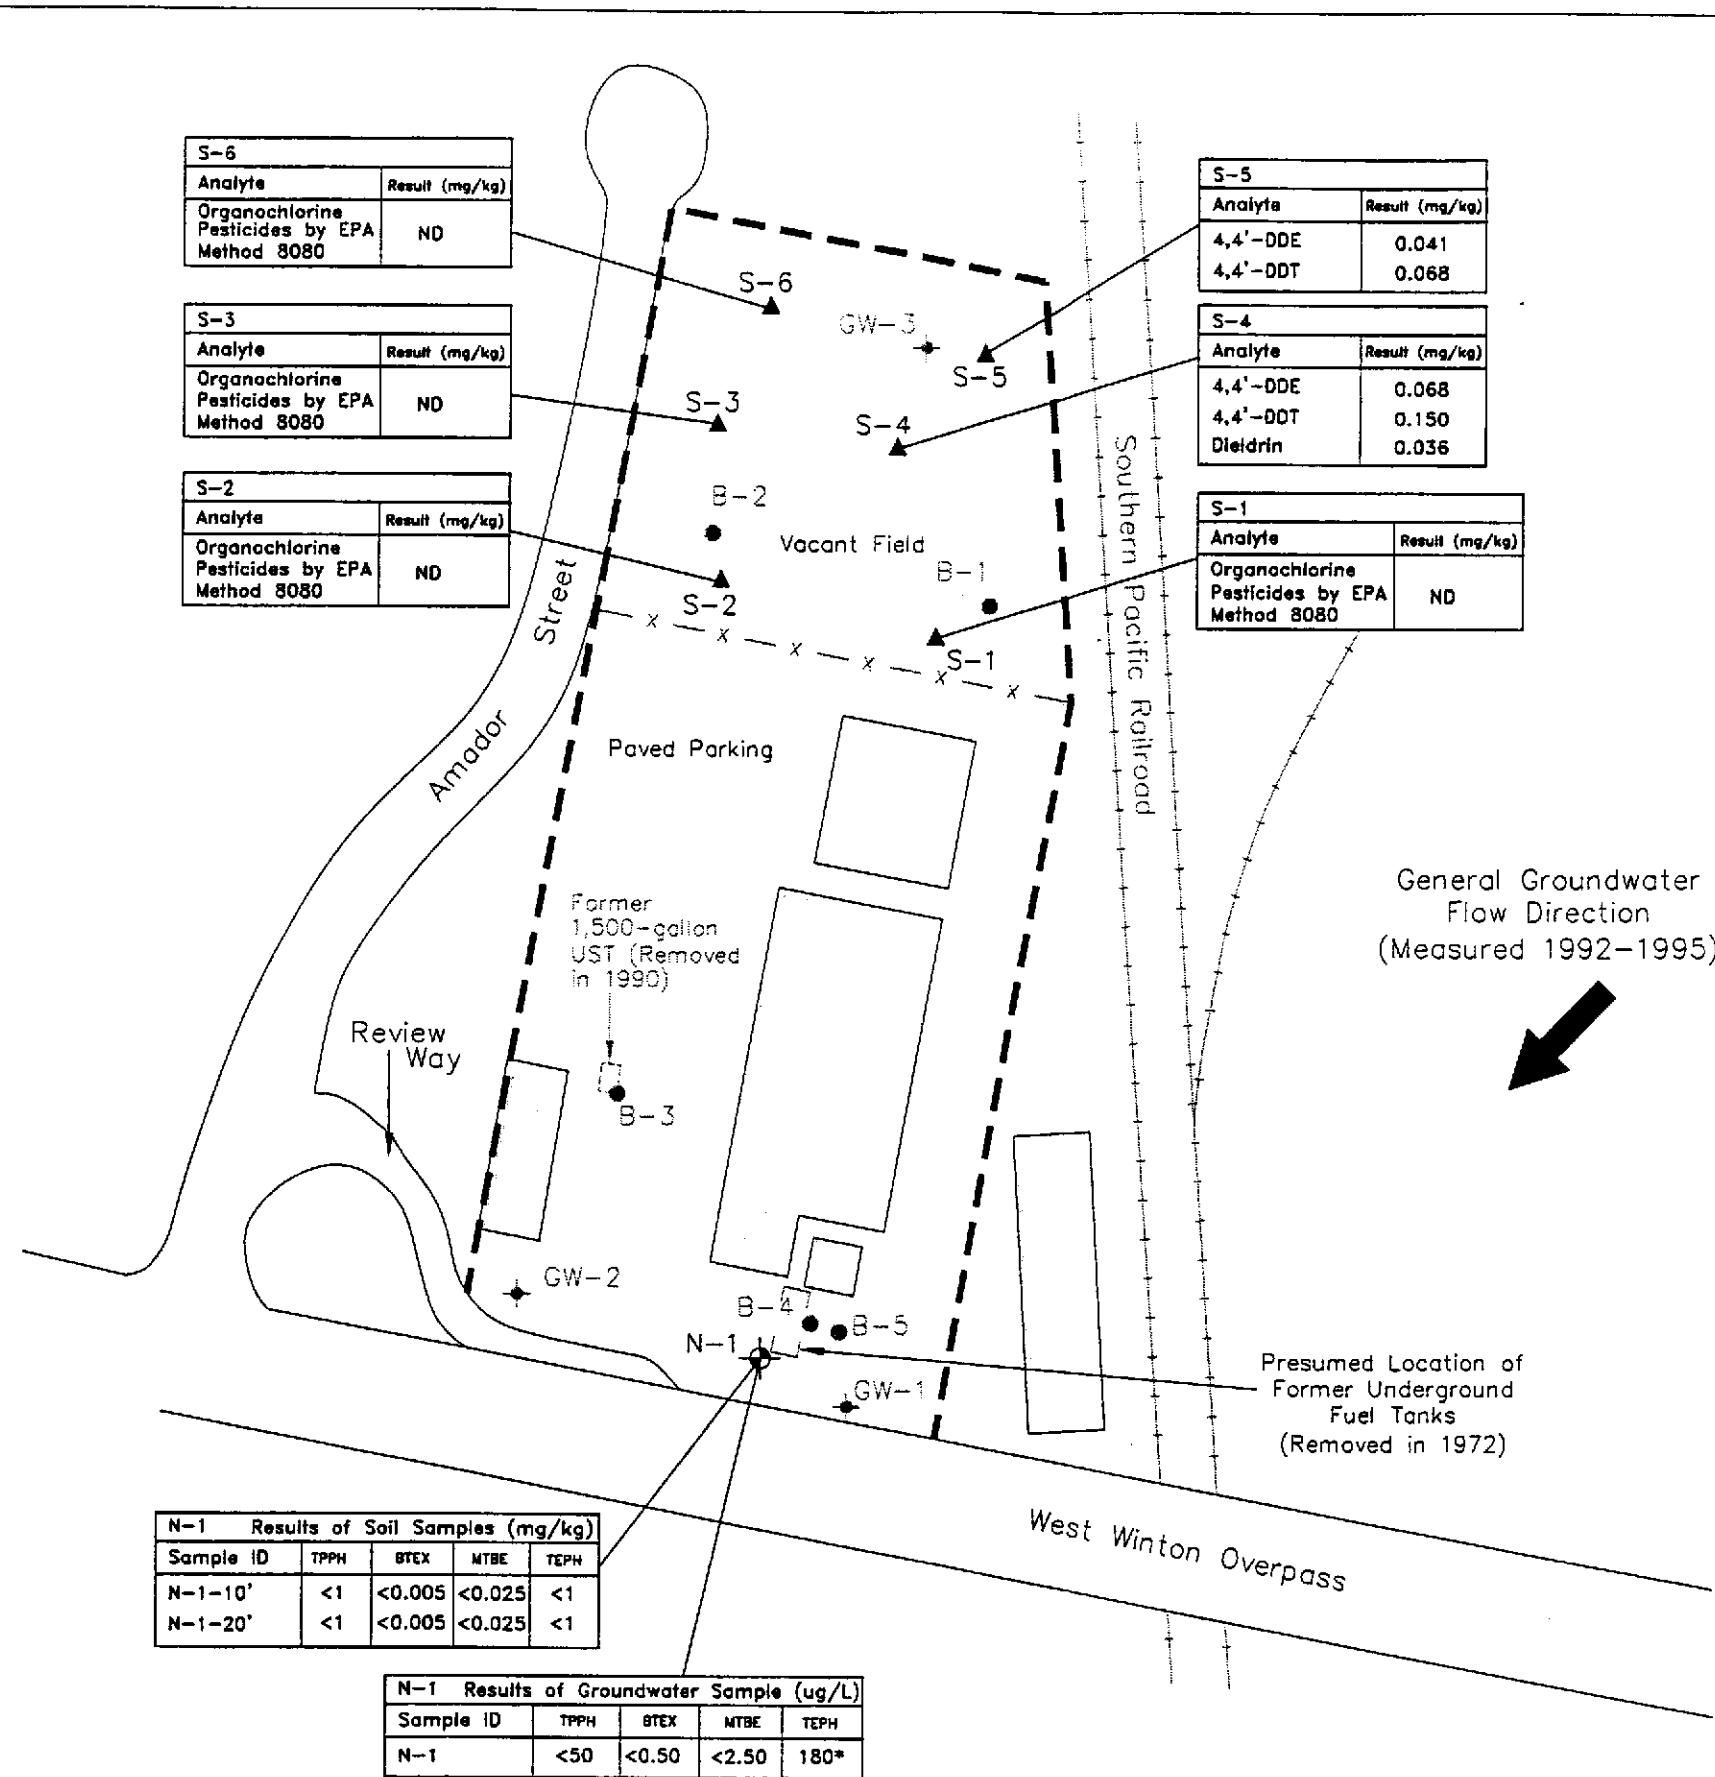 S-6
Analyte Result (mg/kg)
Organochlorine
Pesticides by EPA
Method 8080
ND
S-3
Analyte Result (mg/kg)
Organochlorine
Pesticides by EPA
Method 8080
ND
S-2
Analyte Result (mg/kg)
Organochlorine
Pesticides by EPA
Method 8080
ND
S-5
Analyte Result (mg/kg)
4,4'-DDE 0.041
4,4'-DDT 0.068
S-4
Analyte Result (mg/kg)
4,4'-DDE 0.068
4,4'-DDT 0.150
Dieldrin 0.036
S-1
Analyte Result (mg/kg)
Organochlorine
Pesticides by EPA
Method 8080
ND
S-6
GW-3
S-5
S-3
S-4
B-2
Vacant Field
B-1
S-2
S-1
Southern Pacific Railroad
Amador Street
Paved Parking
Former
1,500-gallon
UST (Removed
in 1990)
General Groundwater
Flow Direction
(Measured 1992-1995)
Review
Way
B-3
GW-2
B-4
B-5
N-1
GW-1
Presumed Location of
Former Underground
Fuel Tanks
(Removed in 1972)
West Winton Overpass
N-1 Results of Soil Samples (mg/kg)
Sample ID TPPH BTEX MTBE TEPH
N-1-10' <1 <0.005 <0.025 <1
N-1-20' <1 <0.005 <0.025 <1
N-1 Results of Groundwater Sample (ug/L)
Sample ID TPPH BTEX MTBE TEPH
N-1 <50 <0.50 <2.50 180*